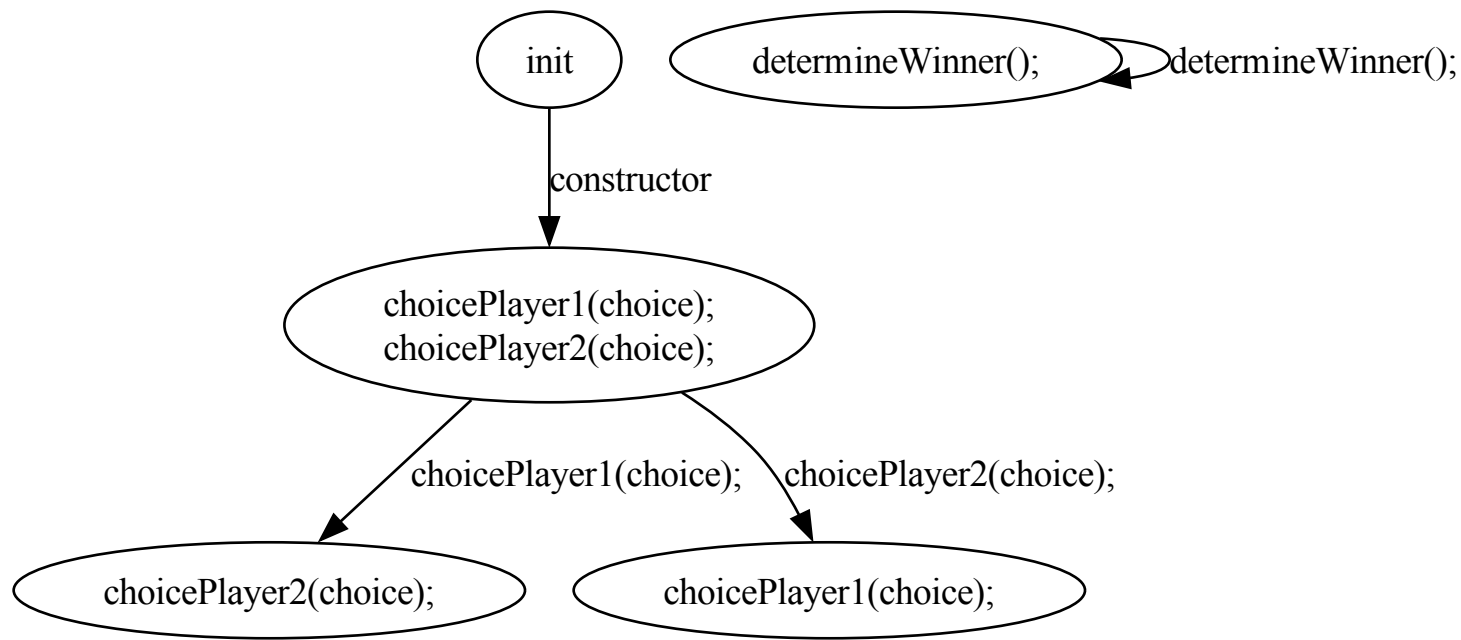 init
determineWinner();
determineWinner();
constructor
choicePlayer1(choice);
choicePlayer2(choice);
choicePlayer1(choice);
choicePlayer2(choice);
choicePlayer2(choice);
choicePlayer1(choice);